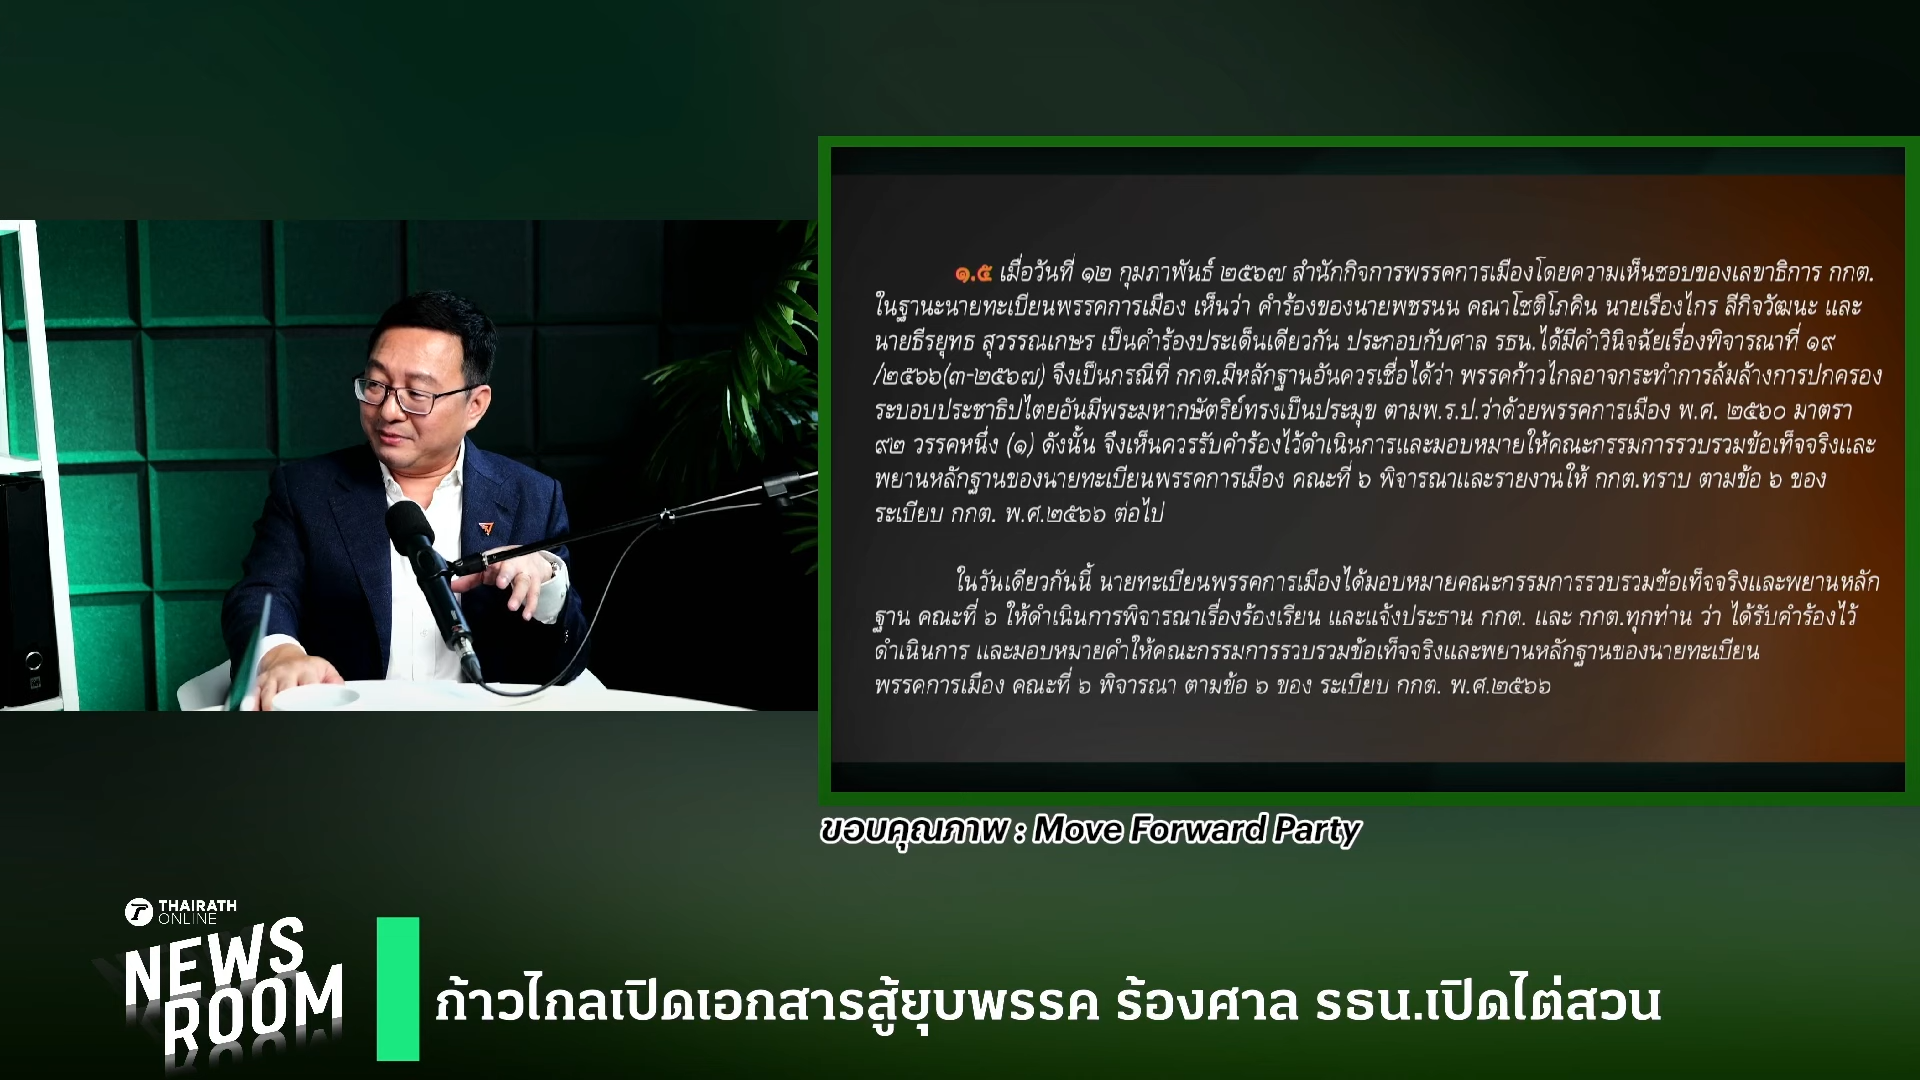 ๑.๕ เมื่อวันที่ ๑๒ กุมภาพันธ์ ๒๕๖๗ สำนักกิจการพรรคการเมืองโดยความเห็นชอบของเลขาธิการ กกต.
ในฐานะนายทะเบียนพรรคการเมือง เห็นว่า คำร้องของนายพชรนน คณาโชติโภคิน นายเรืองไกร ลีกิจวัฒนะ และ
นายธีรยุทธ สุวรรณเกษร เป็นคำร้องประเด็นเดียวกัน ประกอบกับศาล รธน.ได้มีคำวินิจฉัยเรื่องพิจารณาที่ ๑๙
/๒๕๖๖(๓-๒๕๖๗) จึงเป็นกรณีที่ กกต.มีหลักฐานอันควรเชื่อได้ว่า พรรคก้าวไกลอาจกระทำการล้มล้างการปกครอง
ระบอบประชาธิปไตยอันมีพระมหากษัตริย์ทรงเป็นประมุข ตามพ.ร.ป.ว่าด้วยพรรคการเมือง พ.ศ. ๒๕๖๐ มาตรา
๙๒ วรรคหนึ่ง (๑) ดังนั้น จึงเห็นควรรับคำร้องไว้ดำเนินการและมอบหมายให้คณะกรรมการรวบรวมข้อเท็จจริงและ
พยานหลักฐานของนายทะเบียนพรรคการเมือง คณะที่ ๖ พิจารณาและรายงานให้ กกต.ทราบ ตามข้อ ๖ ของ
ระเบียบ กกต. พ.ศ.๒๕๖๖ ต่อไป
ในวันเดียวกันนี้ นายทะเบียนพรรคการเมืองได้มอบหมายคณะกรรมการรวบรวมข้อเท็จจริงและพยานหลัก
ฐาน คณะที่ ๖ ให้ดำเนินการพิจารณาเรื่องร้องเรียน และแจ้งประธาน กกต. และ กกต.ทุกท่าน ว่า ได้รับคำร้องไว้
ดำเนินการ และมอบหมายคำให้คณะกรรมการรวบรวมข้อเท็จจริงและพยานหลักฐานของนายทะเบียน
พรรคการเมือง คณะที่ ๖ พิจารณา ตามข้อ ๖ ของ ระเบียบ กกต. พ.ศ.๒๕๖๖
ขอบคุณภาพ : Move Forward Party
THAIRATH
ONLINE
NEWS
ROOM
ก้าวไกลเปิดเอกสารสู้ยุบพรรค ร้องศาล รธน.เปิดไต่สวน